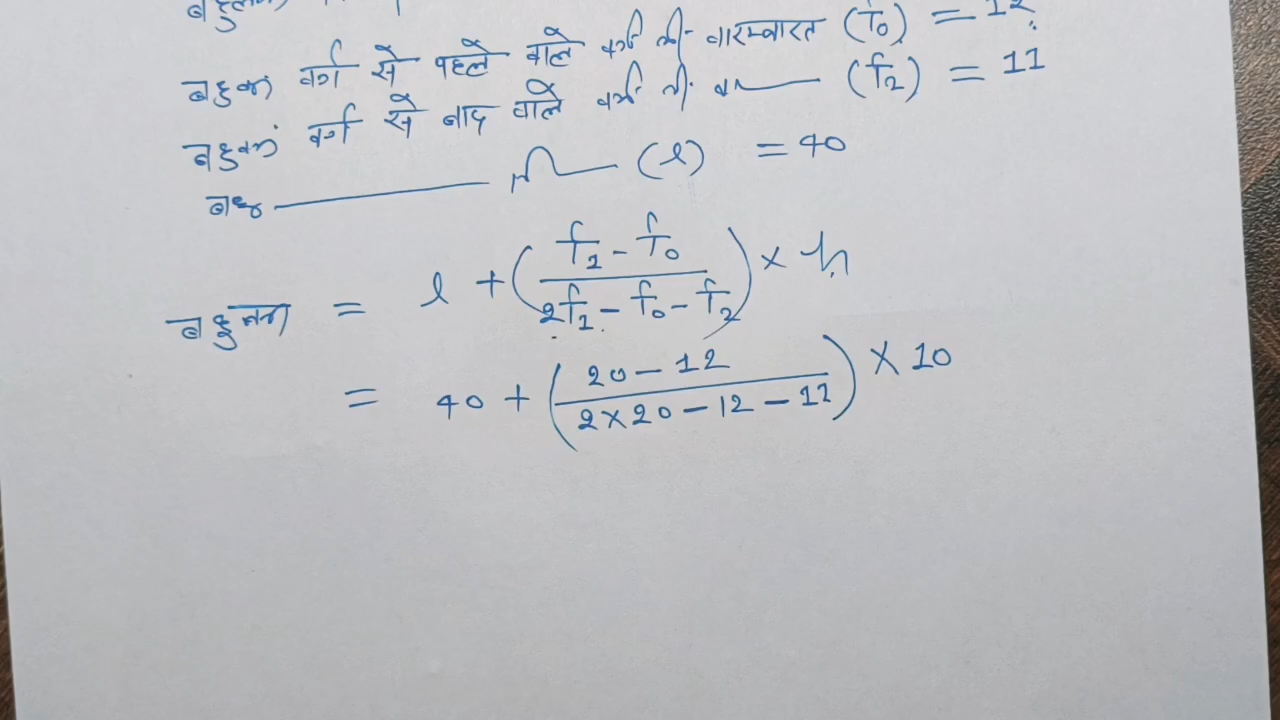 बहुलक वर्ग से पहले वाले वर्ग की बारम्बारत (f₀) = 12
बहुलक वर्ग से बाद वाले वर्ग की (f₂) = 11
(l) = 40
बहुलक = l + (f₁ - f₀ / 2f₁ - f₀ - f₂) × h
= 40 + (20 - 12 / 2×20 - 12 - 11) × 10